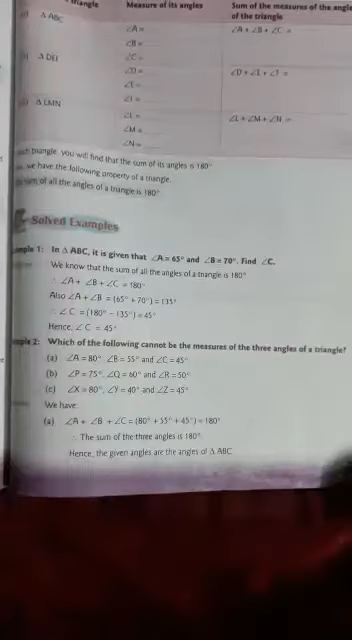 Triangle Measure of its angles Sum of the measures of the angle
of the triangle
Δ ABC ∠A = ∠A + ∠B + ∠C =
∠B =
∠C =
Δ DEF ∠D = ∠D + ∠E + ∠F =
∠E =
∠F =
Δ LMN ∠L = ∠L + ∠M + ∠N =
∠M =
∠N =
triangle you will find that the sum of its angles is 180°
we have the following property of a triangle.
sum of all the angles of a triangle is 180°
Solved Examples
1: In Δ ABC, it is given that ∠A = 65° and ∠B = 70°. Find ∠C.
We know that the sum of all the angles of a triangle is 180°
∴ ∠A + ∠B + ∠C = 180°
Also ∠A + ∠B = (65° + 70°) = 135°
∴ ∠C = (180° − 135°) = 45°
Hence, ∠C = 45°
2: Which of the following cannot be the measures of the three angles of a triangle?
(a) ∠A = 80° ∠B = 55° and ∠C = 45°
(b) ∠P = 75°, ∠Q = 60° and ∠R = 50°
(c) ∠X = 80°, ∠Y = 40° and ∠Z = 45°
We have
(a) ∠A + ∠B + ∠C = (80° + 55° + 45°) = 180°
∴ The sum of the three angles is 180°
Hence, the given angles are the angles of Δ ABC